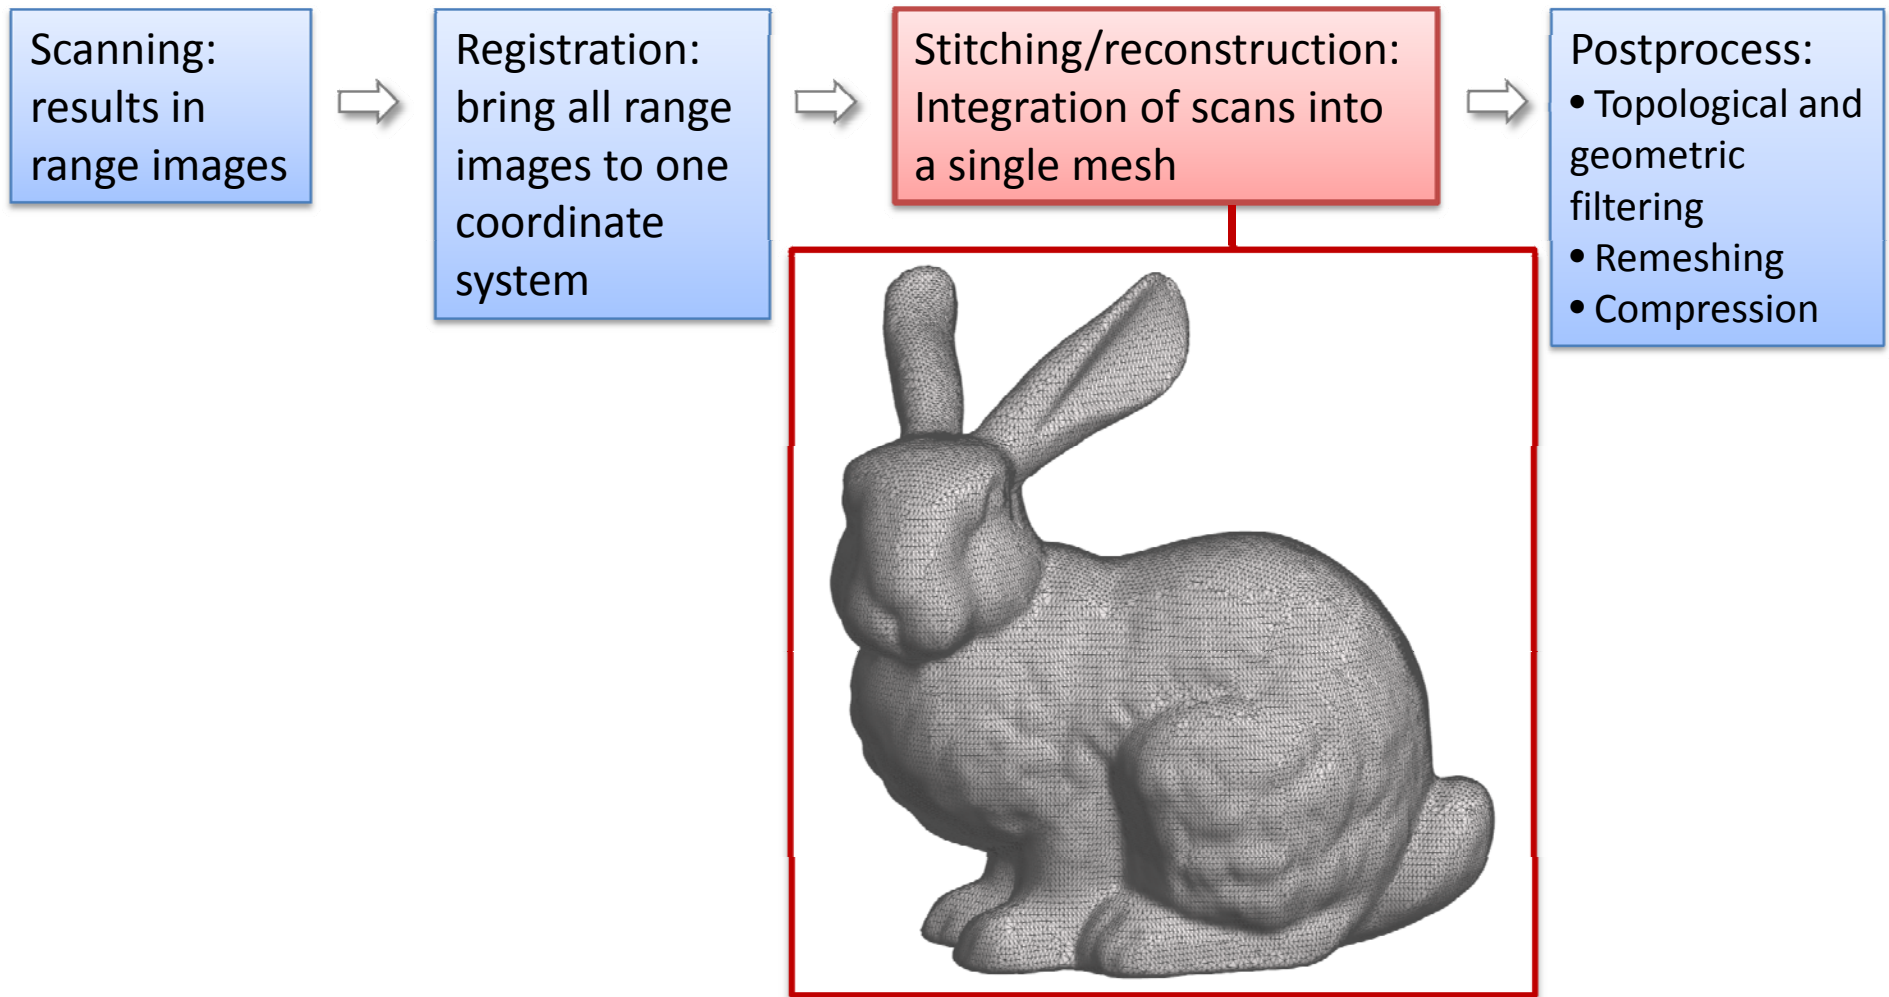 Scanning:
results in
range images
Registration:
bring all range
images to one
coordinate
system
Stitching/reconstruction:
Integration of scans into
a single mesh
Postprocess:
• Topological and
geometric
filtering
• Remeshing
• Compression